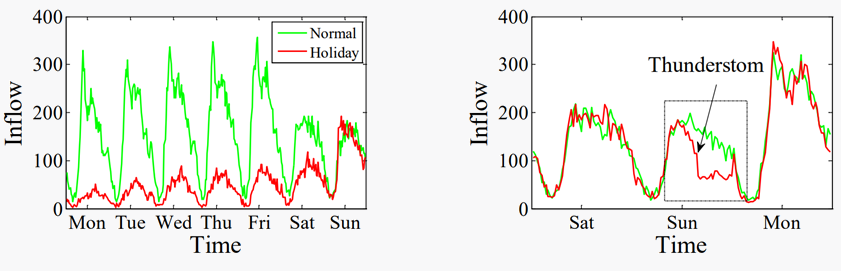 400
300
200
100
0
Inflow
Normal
Holiday
Mon Tue Wed Thu Fri Sat Sun
Time
400
300
200
100
0
Inflow
Thunderstom
Sat Sun Mon
Time